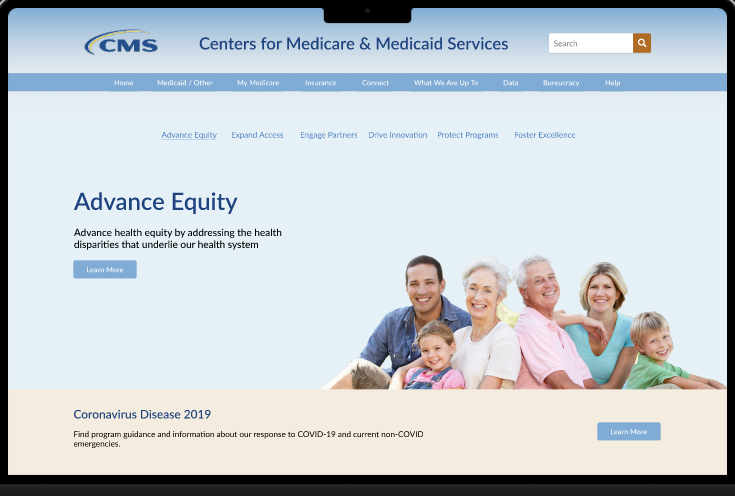 CMS
Centers for Medicare & Medicaid Services
Search
Home Medicaid / Other My Medicare Insurance Connect What We Are Up To Data Bureucracy Help
Advance Equity Expand Access Engage Partners Drive Innovation Protect Programs Foster Excellence
Advance Equity
Advance health equity by addressing the health
disparities that underlie our health system
Learn More
Coronavirus Disease 2019
Find program guidance and information about our response to COVID-19 and current non-COVID
emergencies.
Learn More